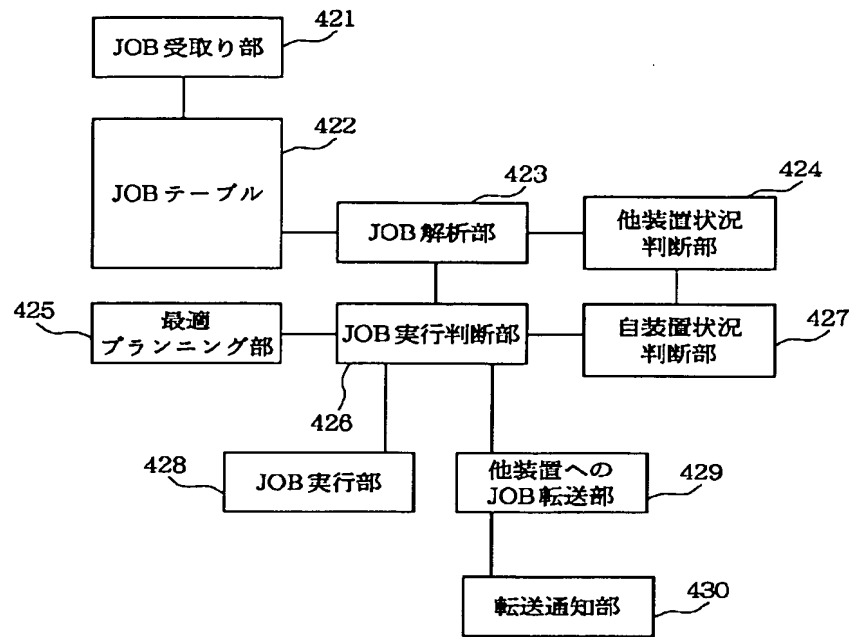 JOB受取り部
421
JOBテーブル
422
JOB解析部
423
他装置状況
判断部
424
最適
プランニング部
425
JOB実行判断部
426
自装置状況
判断部
427
JOB実行部
428
他装置への
JOB転送部
429
転送通知部
430